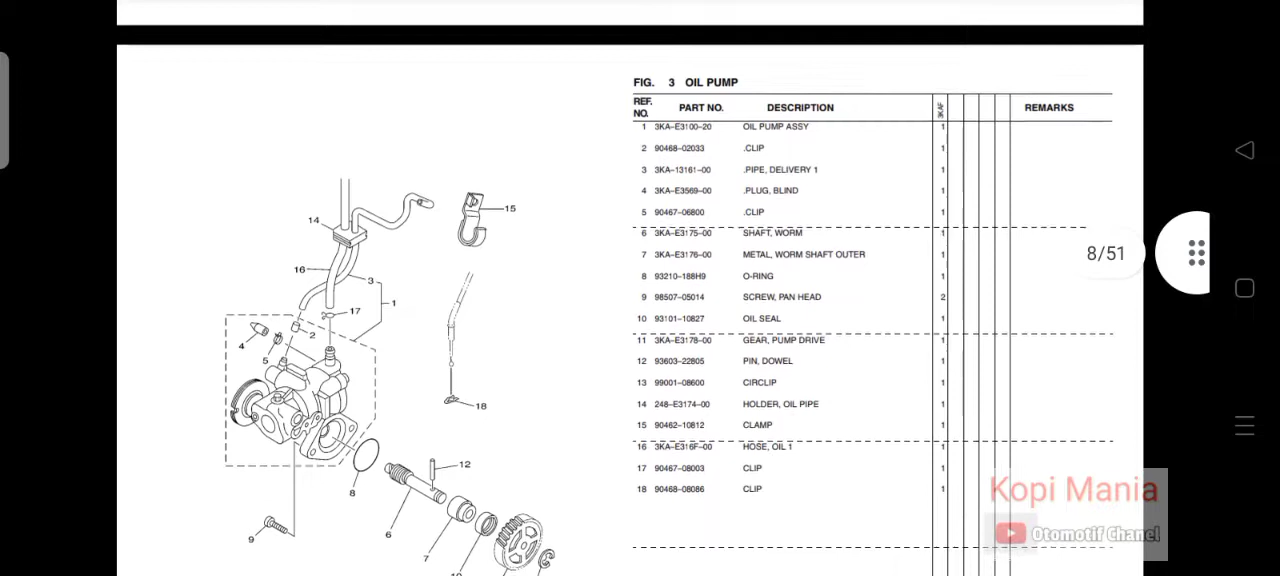 FIG. 3 OIL PUMP
REF. NO. PART NO. DESCRIPTION 3KAF REMARKS
1 3KA–E3100–20 OIL PUMP ASSY 1
2 90468–02033 .CLIP 1
3 3KA–13161–00 .PIPE, DELIVERY 1 1
4 3KA–E3569–00 .PLUG, BLIND 1
5 90467–06800 .CLIP 1
6 3KA–E3175–00 SHAFT, WORM 1
7 3KA–E3176–00 METAL, WORM SHAFT OUTER 1
8 93210–188H9 O-RING 1
9 98507–05014 SCREW, PAN HEAD 2
10 93101–10827 OIL SEAL 1
11 3KA–E3178–00 GEAR, PUMP DRIVE 1
12 93603–22805 PIN, DOWEL 1
13 99001–08600 CIRCLIP 1
14 248–E3174–00 HOLDER, OIL PIPE 1
15 90462–10812 CLAMP 1
16 3KA–E316F–00 HOSE, OIL 1 1
17 90467–08003 CLIP 1
18 90468–08086 CLIP 1
14
15
16
3
1
17
2
4
5
18
12
8
6
9
7
8/51
Kopi Mania
Otomotif Chanel